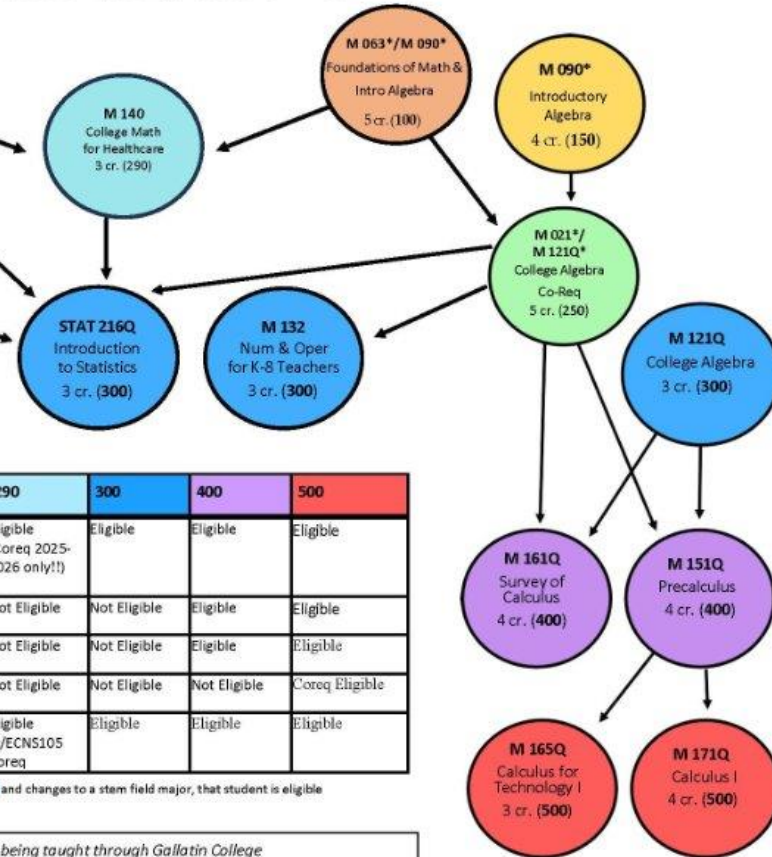 M 063*/M 090*
Foundations of Math &
Intro Algebra
5 cr. (100)
M 090*
Introductory
Algebra
4 cr. (150)
M 140
College Math
for Healthcare
3 cr. (290)
M 021*/
M 121Q*
College Algebra
Co-Req
5 cr. (250)
STAT 216Q
Introduction
to Statistics
3 cr. (300)
M 132
Num & Oper
for K-8 Teachers
3 cr. (300)
M 121Q
College Algebra
3 cr. (300)
290 300 400 500
igible Eligible Eligible Eligible
Coreq 2025-
026 only!!)
ot Eligible Not Eligible Eligible Eligible
ot Eligible Not Eligible Eligible Eligible
ot Eligible Not Eligible Not Eligible Coreq Eligible
igible Eligible Eligible Eligible
/ECNS105
oreq
and changes to a stem field major, that student is eligible
being taught through Gallatin College
M 161Q
Survey of
Calculus
4 cr. (400)
M 151Q
Precalculus
4 cr. (400)
M 165Q
Calculus for
Technology I
3 cr. (500)
M 171Q
Calculus I
4 cr. (500)